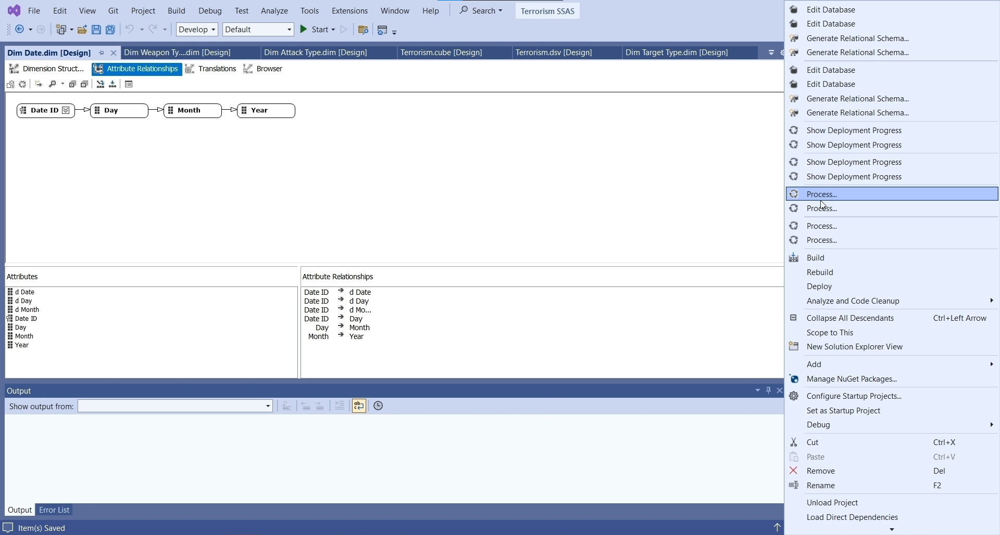 File Edit View Git Project Build Debug Test Analyze Tools Extensions Window Help Search Terrorism SSAS
Develop Default Start
Dim Date.dim [Design] Dim Weapon Ty....dim [Design] Dim Attack Type.dim [Design] Terrorism.cube [Design] Terrorism.dsv [Design] Dim Target Type.dim [Design]
Dimension Struct... Attribute Relationships Translations Browser
Date ID Day Month Year
Attributes
d Date
d Day
d Month
Date ID
Day
Month
Year
Attribute Relationships
Date ID → d Date
Date ID → d Day
Date ID → d Mo...
Date ID → Day
Day → Month
Month → Year
Output
Show output from:
Output Error List
Item(s) Saved
Edit Database
Edit Database
Generate Relational Schema...
Generate Relational Schema...
Edit Database
Edit Database
Generate Relational Schema...
Generate Relational Schema...
Show Deployment Progress
Show Deployment Progress
Show Deployment Progress
Show Deployment Progress
Process...
Process...
Process...
Process...
Build
Rebuild
Deploy
Analyze and Code Cleanup
Collapse All Descendants Ctrl+Left Arrow
Scope to This
New Solution Explorer View
Add
Manage NuGet Packages...
Configure Startup Projects...
Set as Startup Project
Debug
Cut Ctrl+X
Paste Ctrl+V
Remove Del
Rename F2
Unload Project
Load Direct Dependencies